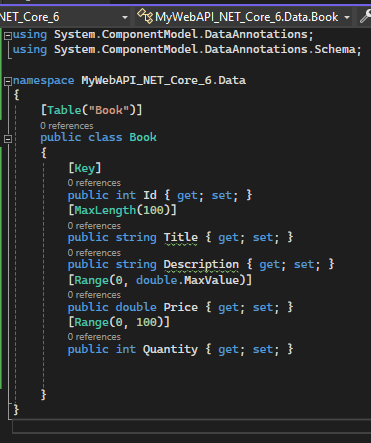 NET_Core_6
MyWebAPI_NET_Core_6.Data.Book
using System.ComponentModel.DataAnnotations;
using System.ComponentModel.DataAnnotations.Schema;
namespace MyWebAPI_NET_Core_6.Data
{
[Table("Book")]
0 references
public class Book
{
[Key]
0 references
public int Id { get; set; }
[MaxLength(100)]
0 references
public string Title { get; set; }
0 references
public string Description { get; set; }
[Range(0, double.MaxValue)]
0 references
public double Price { get; set; }
[Range(0, 100)]
0 references
public int Quantity { get; set; }
}
}